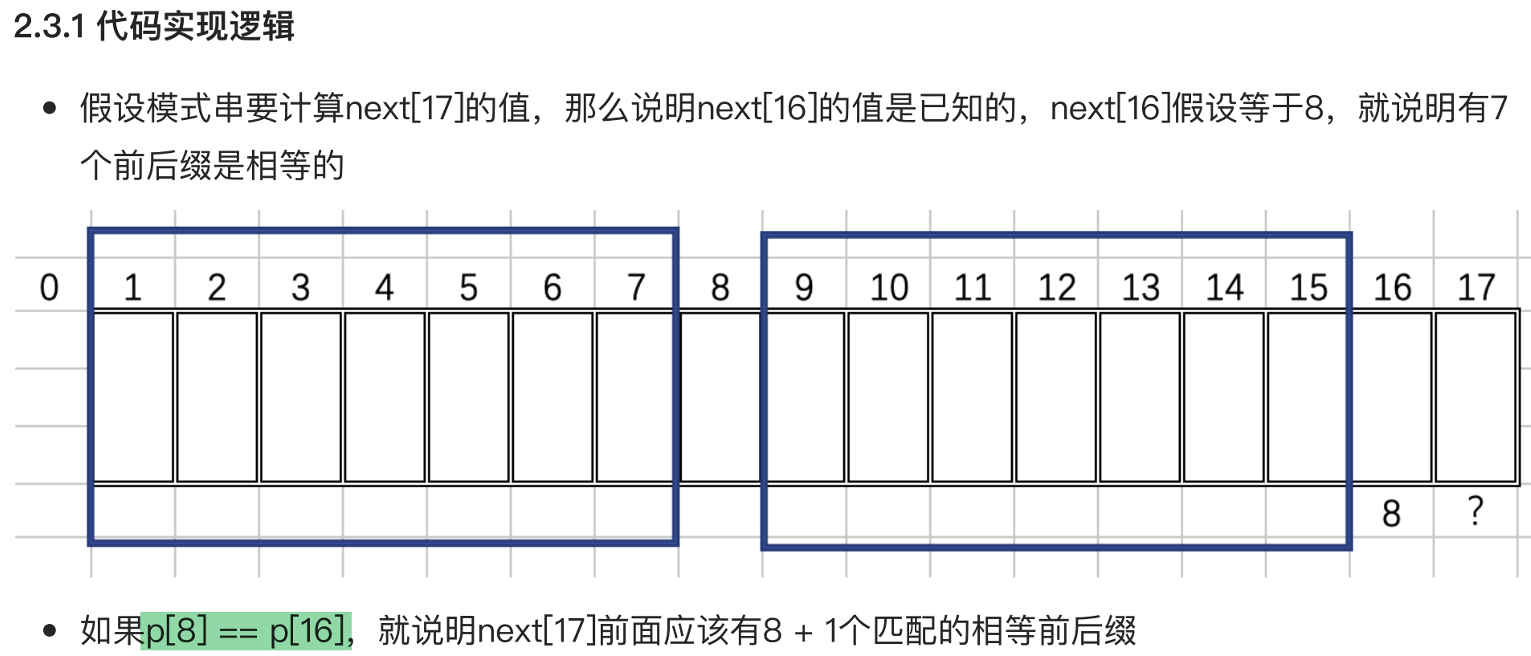 2.3.1 代码实现逻辑
假设模式串要计算next[17]的值，那么说明next[16]的值是已知的，next[16]假设等于8，就说明有7
个前后缀是相等的
0 1 2 3 4 5 6 7 8 9 10 11 12 13 14 15 16 17
8 ?
如果p[8] == p[16]，就说明next[17]前面应该有8 + 1个匹配的相等前后缀